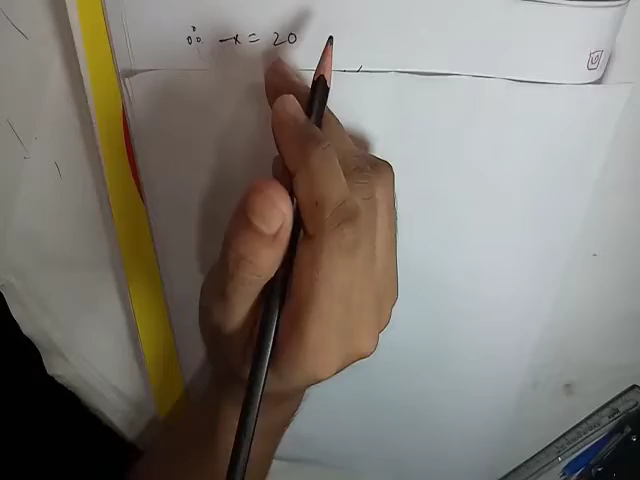 ∴ x = 20